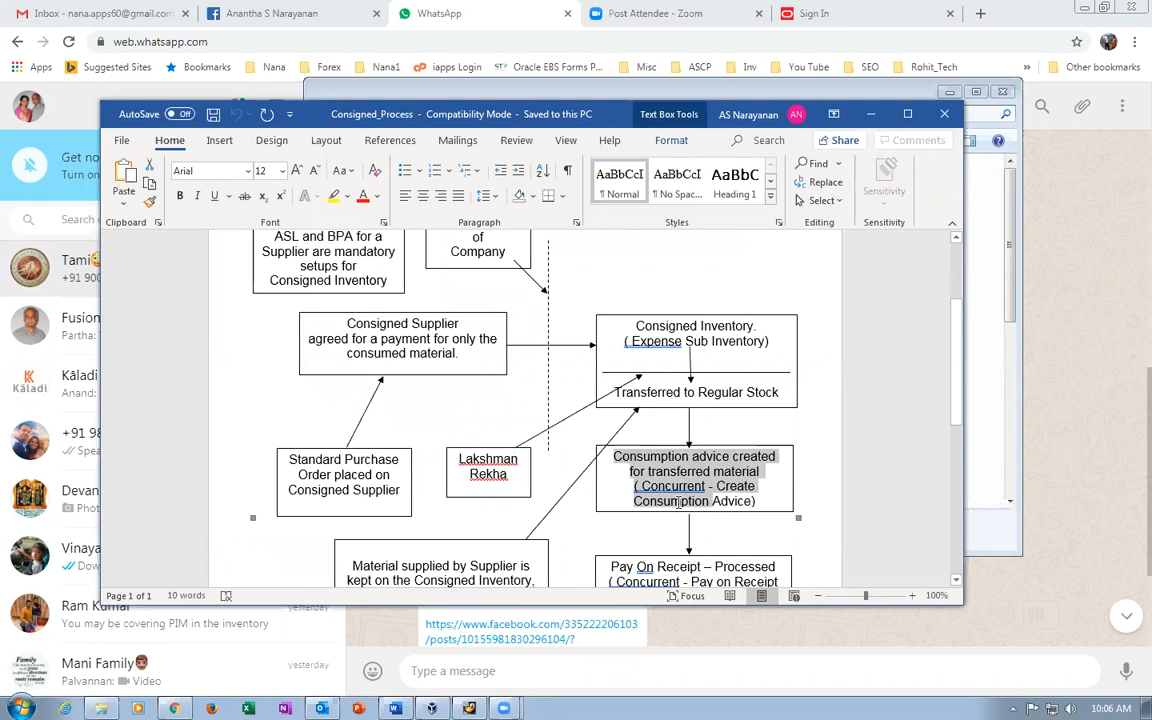 Inbox - nana.apps60@gmail.com
Anantha S Narayanan
WhatsApp
Post Attendee - Zoom
Sign In
web.whatsapp.com
Apps
Suggested Sites
Bookmarks
Nana
Forex
Nana1
iapps Login
Oracle EBS Forms P...
Misc
ASCP
Inv
You Tube
SEO
Rohit_Tech
Other bookmarks
AutoSave
Off
Consigned_Process - Compatibility Mode - Saved to this PC
Text Box Tools
AS Narayanan
AN
File
Home
Insert
Design
Layout
References
Mailings
Review
View
Help
Format
Search
Share
Comments
Paste
Arial
12
Find
Replace
Select
Sensitivity
AaBbCcI
AaBbCcI
AaBbC
¶ Normal
¶ No Spac...
Heading 1
Clipboard
Font
Paragraph
Styles
Editing
Sensitivity
Get no
Turn on
Search
Tami
+91 900
Fusion
Partha:
Kāladi
Anand:
+91 98
Spea
Devan
Photo
Vinaya
Do
Ram Kumar
yesterday
You may be covering PIM in the inventory
Mani Family
yesterday
Palvannan: Video
ASL and BPA for a
Supplier are mandatory
setups for
Consigned Inventory
of
Company
Consigned Supplier
agreed for a payment for only the
consumed material.
Consigned Inventory.
( Expense Sub Inventory)
Transferred to Regular Stock
Standard Purchase
Order placed on
Consigned Supplier
Lakshman
Rekha
Consumption advice created
for transferred material
( Concurrent - Create
Consumption Advice)
Material supplied by Supplier is
kept on the Consigned Inventory,
Pay On Receipt – Processed
( Concurrent - Pay on Receipt
Page 1 of 1
10 words
Focus
100%
https://www.facebook.com/335222206103
/posts/10155981830296104/?
Type a message
10:06 AM